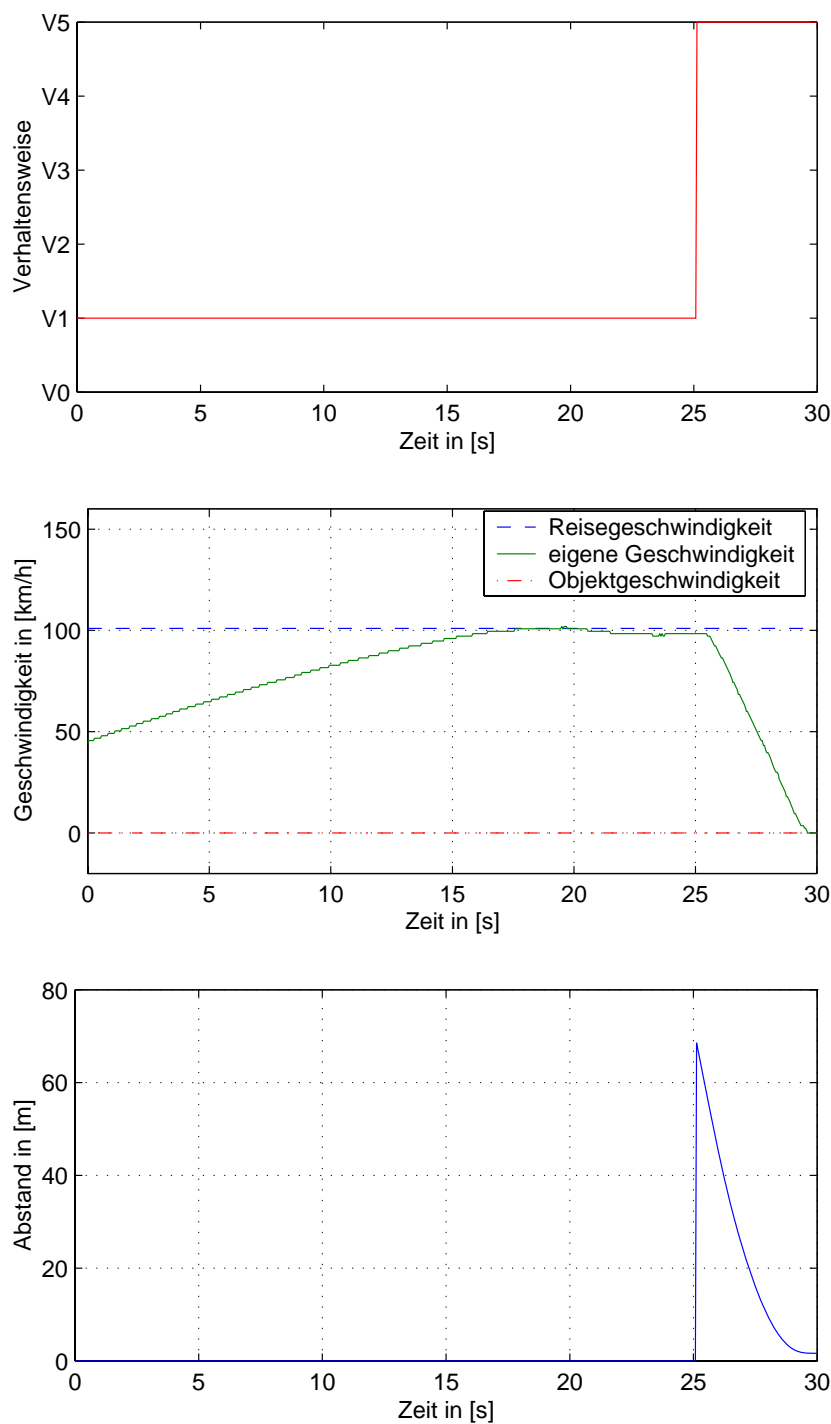 V5
V4
V3
V2
V1
V0
Verhaltensweise
0 5 10 15 20 25 30
Zeit in [s]
150
100
50
0
Geschwindigkeit in [km/h]
Reisegeschwindigkeit
eigene Geschwindigkeit
Objektgeschwindigkeit
0 5 10 15 20 25 30
Zeit in [s]
80
60
40
20
0
Abstand in [m]
0 5 10 15 20 25 30
Zeit in [s]